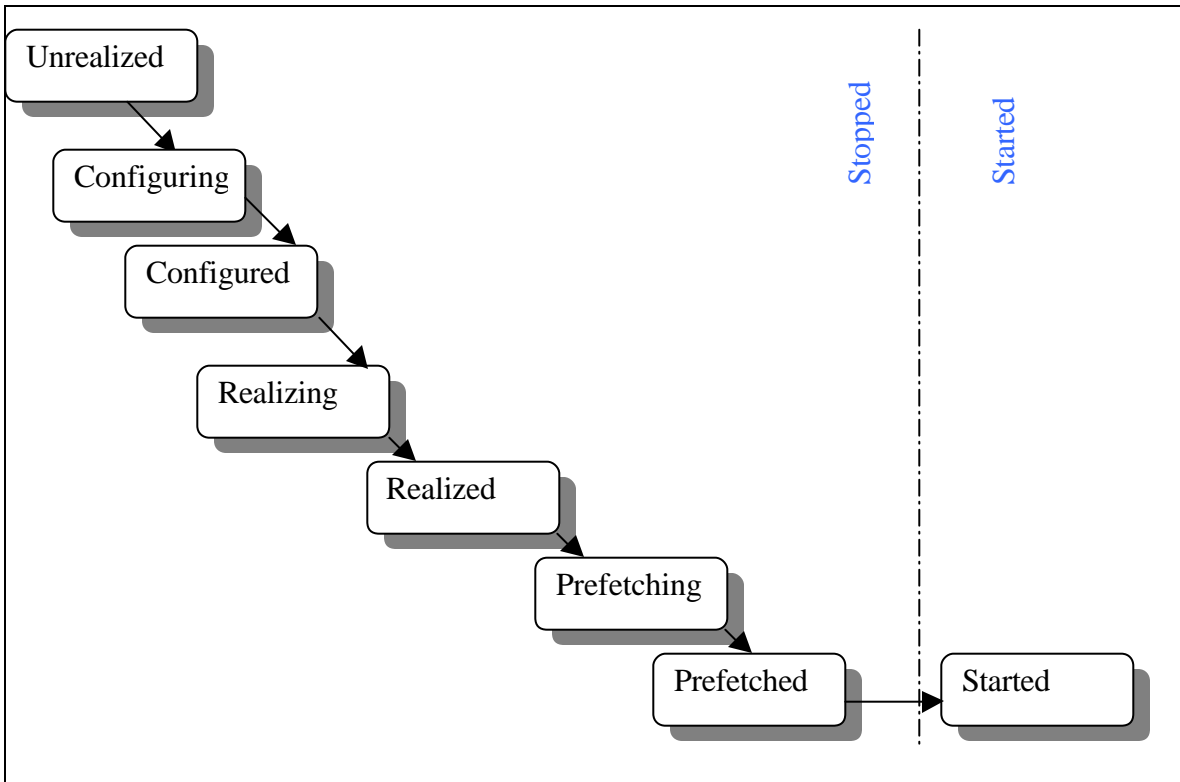 Unrealized
Stopped
Started
Configuring
Configured
Realizing
Realized
Prefetching
Prefetched
Started